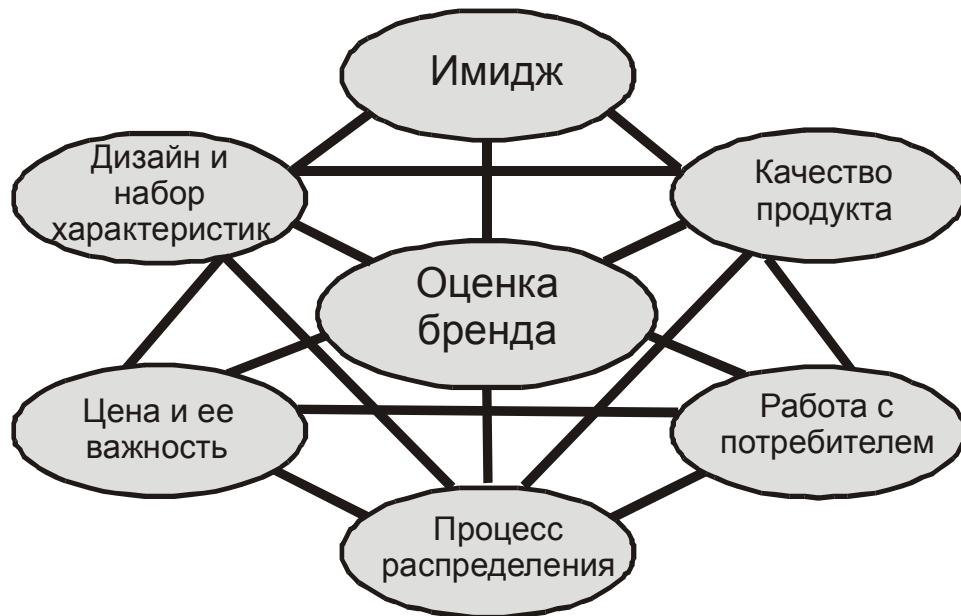 Имидж
Дизайн и
набор
характеристик
Качество
продукта
Оценка
бренда
Цена и ее
важность
Работа с
потребителем
Процесс
распределения